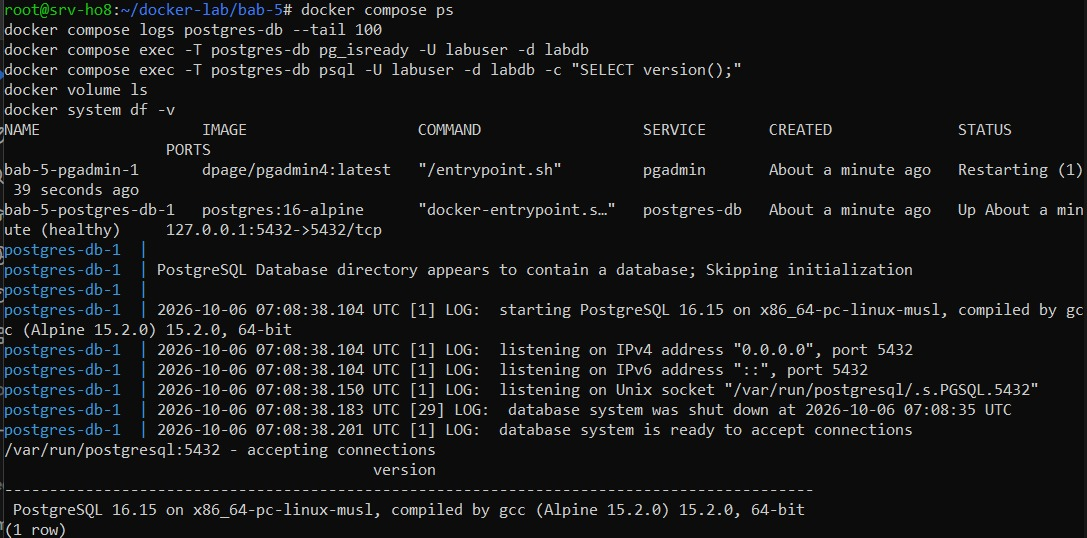 root@srv-ho8:~/docker-lab/bab-5# docker compose ps
docker compose logs postgres-db --tail 100
docker compose exec -T postgres-db pg_isready -U labuser -d labdb
docker compose exec -T postgres-db psql -U labuser -d labdb -c "SELECT version();"
docker volume ls
docker system df -v
NAME                  IMAGE                   COMMAND                  SERVICE       CREATED              STATUS
                  PORTS
bab-5-pgadmin-1       dpage/pgadmin4:latest   "/entrypoint.sh"         pgadmin       About a minute ago   Restarting (1)
 39 seconds ago
bab-5-postgres-db-1   postgres:16-alpine      "docker-entrypoint.s…"   postgres-db   About a minute ago   Up About a min
ute (healthy)     127.0.0.1:5432->5432/tcp
postgres-db-1  |
postgres-db-1  | PostgreSQL Database directory appears to contain a database; Skipping initialization
postgres-db-1  |
postgres-db-1  | 2026-10-06 07:08:38.104 UTC [1] LOG:  starting PostgreSQL 16.15 on x86_64-pc-linux-musl, compiled by gc
c (Alpine 15.2.0) 15.2.0, 64-bit
postgres-db-1  | 2026-10-06 07:08:38.104 UTC [1] LOG:  listening on IPv4 address "0.0.0.0", port 5432
postgres-db-1  | 2026-10-06 07:08:38.104 UTC [1] LOG:  listening on IPv6 address "::", port 5432
postgres-db-1  | 2026-10-06 07:08:38.150 UTC [1] LOG:  listening on Unix socket "/var/run/postgresql/.s.PGSQL.5432"
postgres-db-1  | 2026-10-06 07:08:38.183 UTC [29] LOG:  database system was shut down at 2026-10-06 07:08:35 UTC
postgres-db-1  | 2026-10-06 07:08:38.201 UTC [1] LOG:  database system is ready to accept connections
/var/run/postgresql:5432 - accepting connections
                                         version
------------------------------------------------------------------------------------------
 PostgreSQL 16.15 on x86_64-pc-linux-musl, compiled by gcc (Alpine 15.2.0) 15.2.0, 64-bit
(1 row)